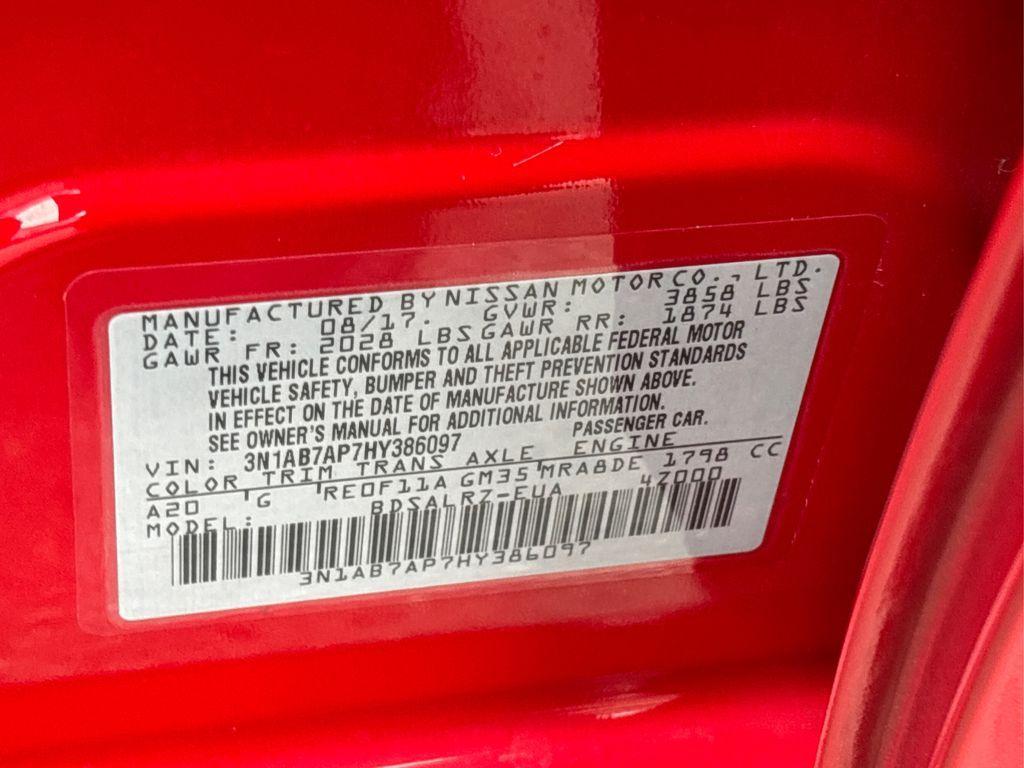 MANUFACTURED BY NISSAN MOTOR CO., LTD.
DATE: 08/17. GVWR: 3858 LBS
GAWR FR: 2028 LBS GAWR RR: 1874 LBS
THIS VEHICLE CONFORMS TO ALL APPLICABLE FEDERAL MOTOR
VEHICLE SAFETY, BUMPER AND THEFT PREVENTION STANDARDS
IN EFFECT ON THE DATE OF MANUFACTURE SHOWN ABOVE.
SEE OWNER'S MANUAL FOR ADDITIONAL INFORMATION.
VIN: 3N1AB7AP7HY386097 PASSENGER CAR.
COLOR TRIM TRANS AXLE ENGINE
A20 G RE0F11A GM35 MRA8DE 1798 CC
MODEL: BDSALRZ-EUA 47000
3N1AB7AP7HY386097